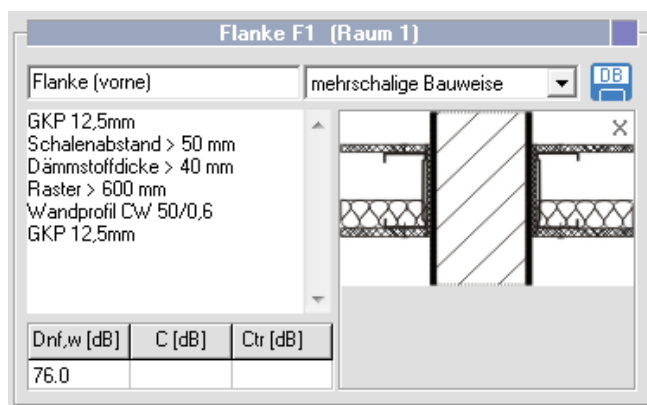 Flanke F1 (Raum 1)
Flanke (vorne)
mehrschalige Bauweise
DB
GKP 12,5mm
Schalenabstand > 50 mm
Dämmstoffdicke > 40 mm
Raster > 600 mm
Wandprofil CW 50/0,6
GKP 12,5mm
Dnf,w [dB] C [dB] Ctr [dB]
76.0